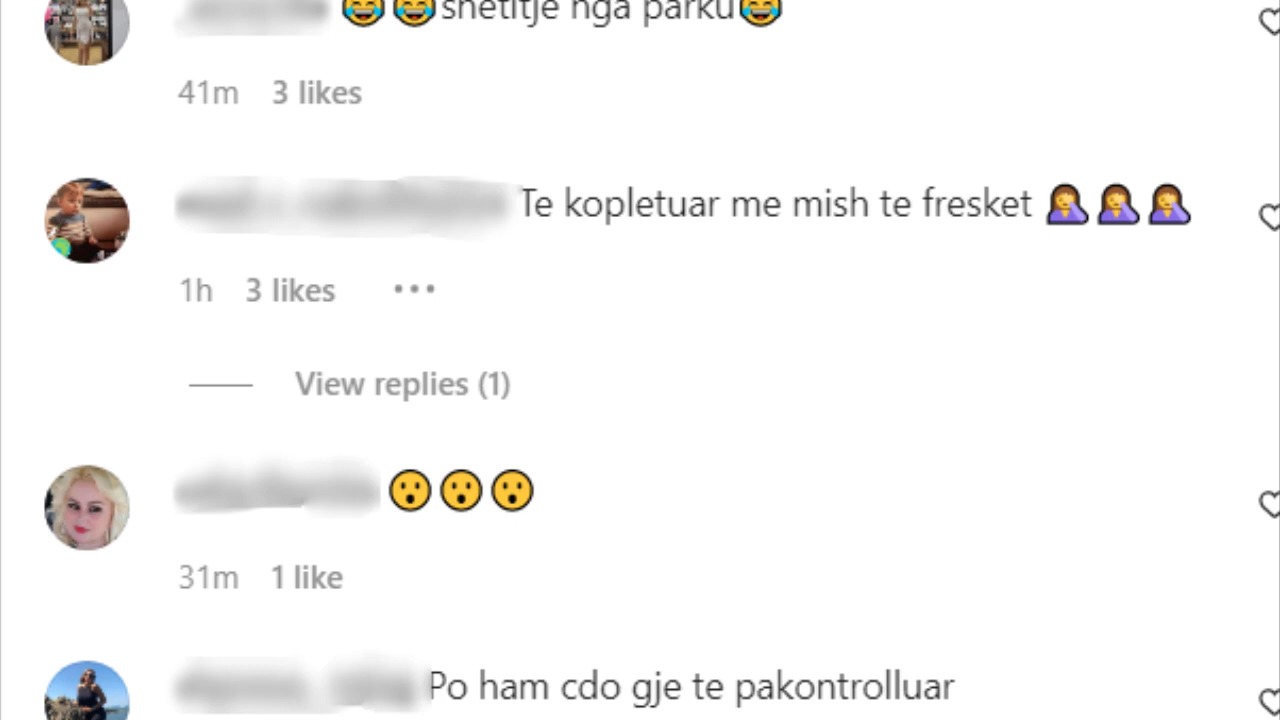 😂😂shetitje nga parku😂
41m 3 likes
Te kopletuar me mish te fresket 🤦‍♀️🤦‍♀️🤦‍♀️
1h 3 likes •••
View replies (1)
😮😮😮
31m 1 like
Po ham cdo gje te pakontrolluar